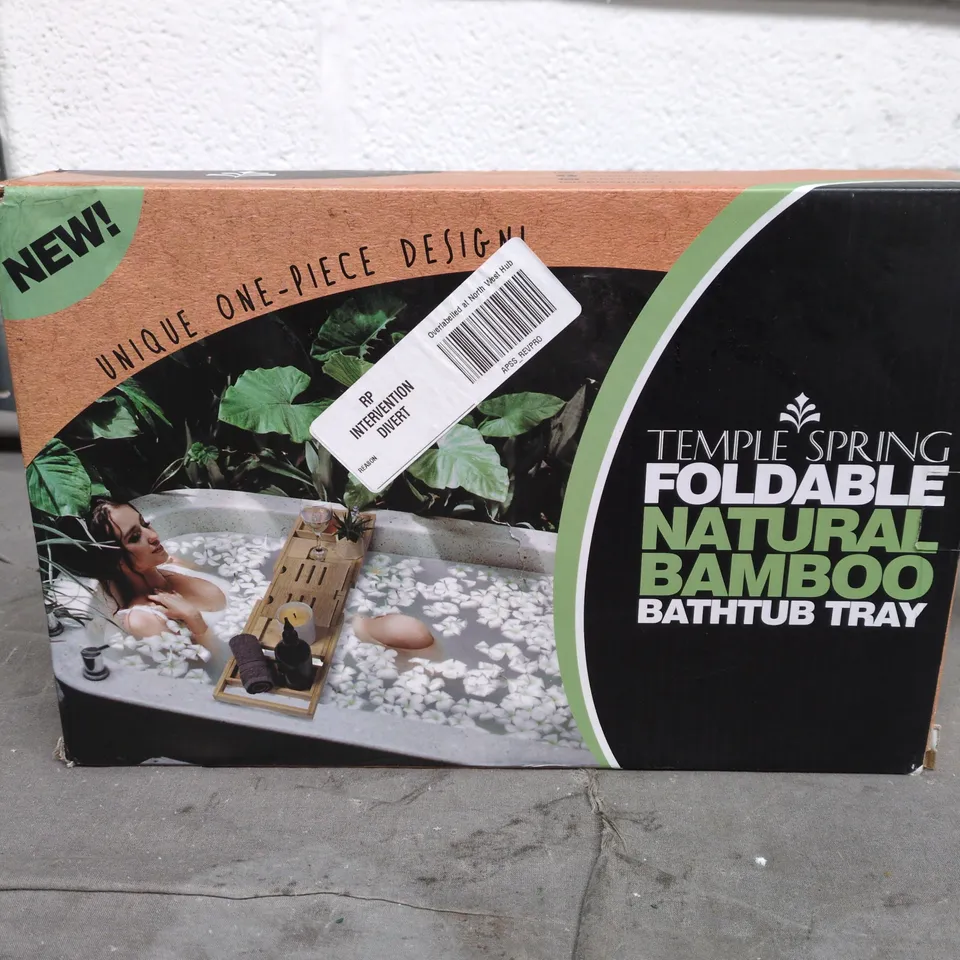 NEW!
UNIQUE ONE-PIECE DESIGN!
Overlabelled at North West Hub
APSS_REVPRO
RP
INTERVENTION
DIVERT
REASON
TEMPLE SPRING
FOLDABLE
NATURAL
BAMBOO
BATHTUB TRAY